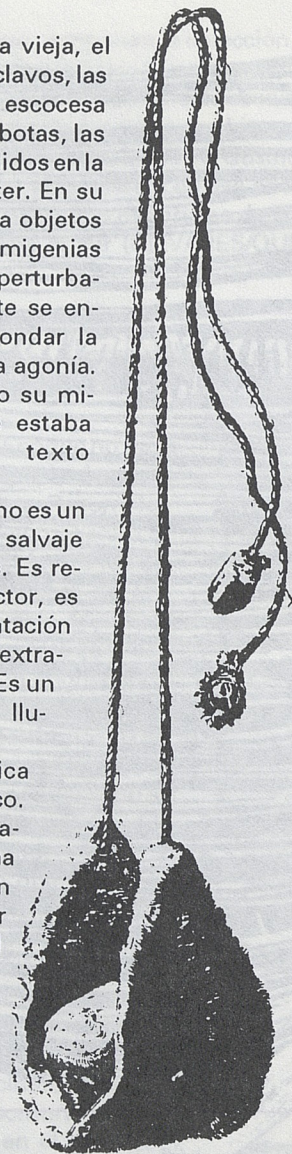 a vieja, el
clavos, las
escocesa
botas, las
idos en la
ter. En su
a objetos
migenias
perturba-
te se en-
ondar la
a agonía.
o su mi-
estaba
texto
no es un
salvaje
. Es re-
ctor, es
tación
extra-
Es un
llu-
ica
co.
a-
na
n
r